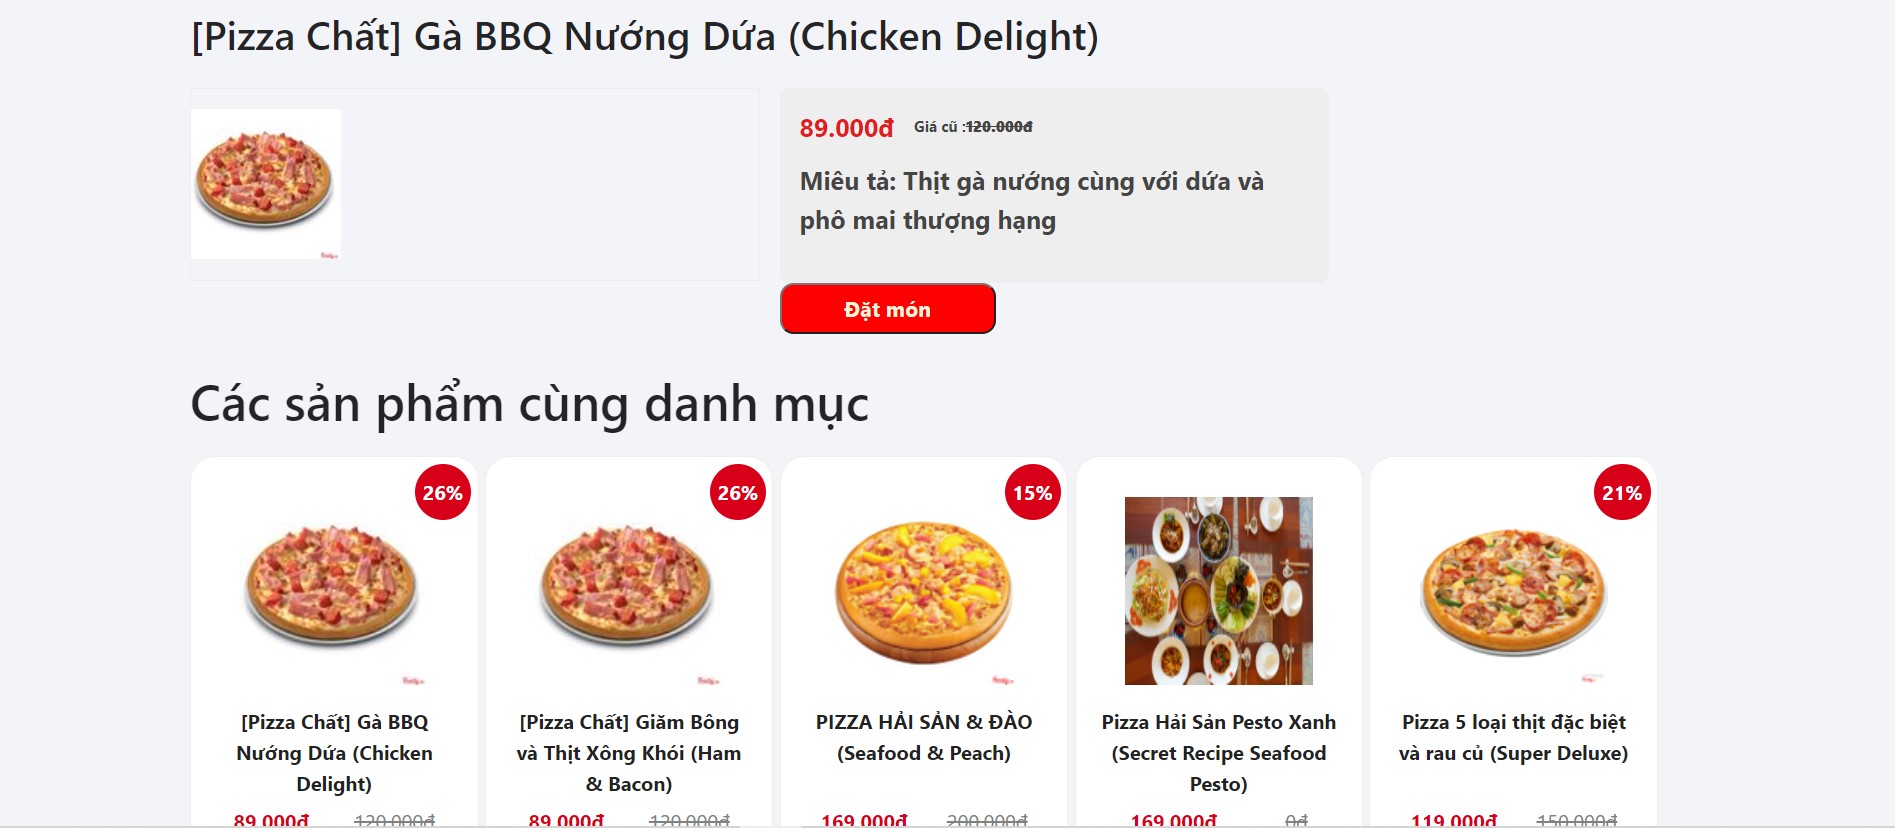 [Pizza Chất] Gà BBQ Nướng Dứa (Chicken Delight)
89.000đ Giá cũ :120.000đ
Miêu tả: Thịt gà nướng cùng với dứa và
phô mai thượng hạng
Đặt món
Các sản phẩm cùng danh mục
26%
26%
15%
21%
[Pizza Chất] Gà BBQ
Nướng Dứa (Chicken
Delight)
89.000đ 120.000đ
[Pizza Chất] Giăm Bông
và Thịt Xông Khói (Ham
& Bacon)
89.000đ 120.000đ
PIZZA HẢI SẢN & ĐÀO
(Seafood & Peach)
169.000đ 200.000đ
Pizza Hải Sản Pesto Xanh
(Secret Recipe Seafood
Pesto)
169.000đ 0đ
Pizza 5 loại thịt đặc biệt
và rau củ (Super Deluxe)
119.000đ 150.000đ